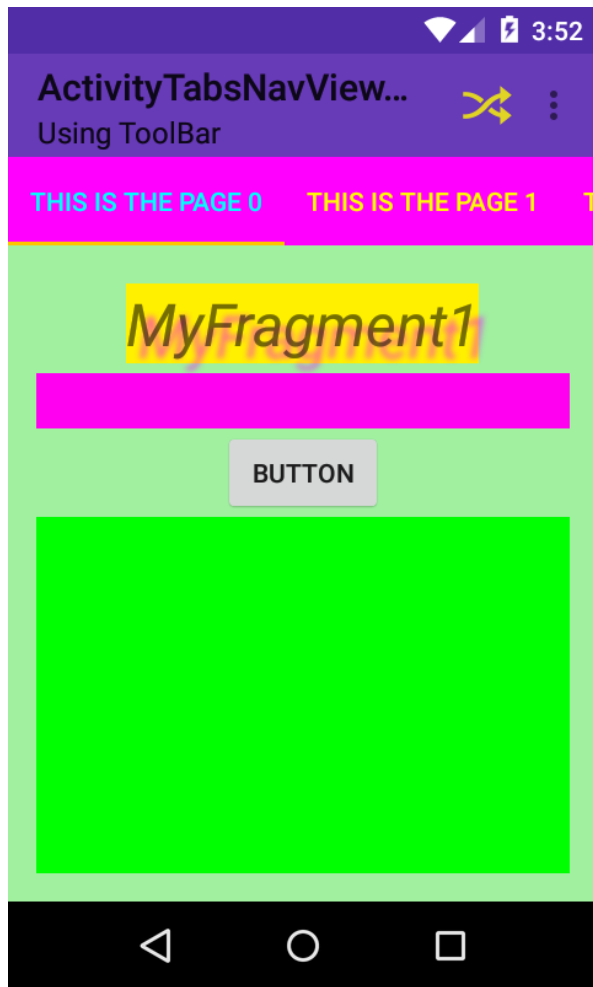 3:52
ActivityTabsNavView...
Using ToolBar
THIS IS THE PAGE 0 THIS IS THE PAGE 1
MyFragment1
BUTTON